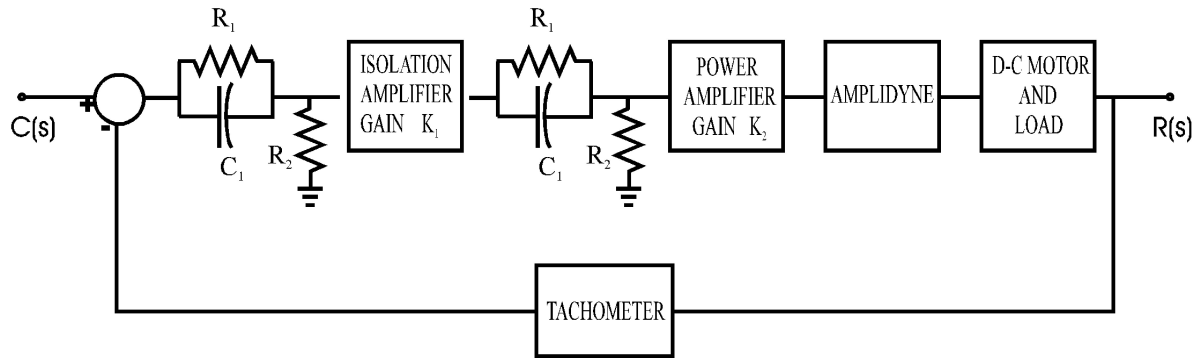 R₁
R₁
ISOLATION
AMPLIFIER
GAIN K₁
POWER
AMPLIFIER
GAIN K₂
AMPLIDYNE
D-C MOTOR
AND
LOAD
+
-
C(s)
R(s)
R₂
C₁
R₂
C₁
TACHOMETER